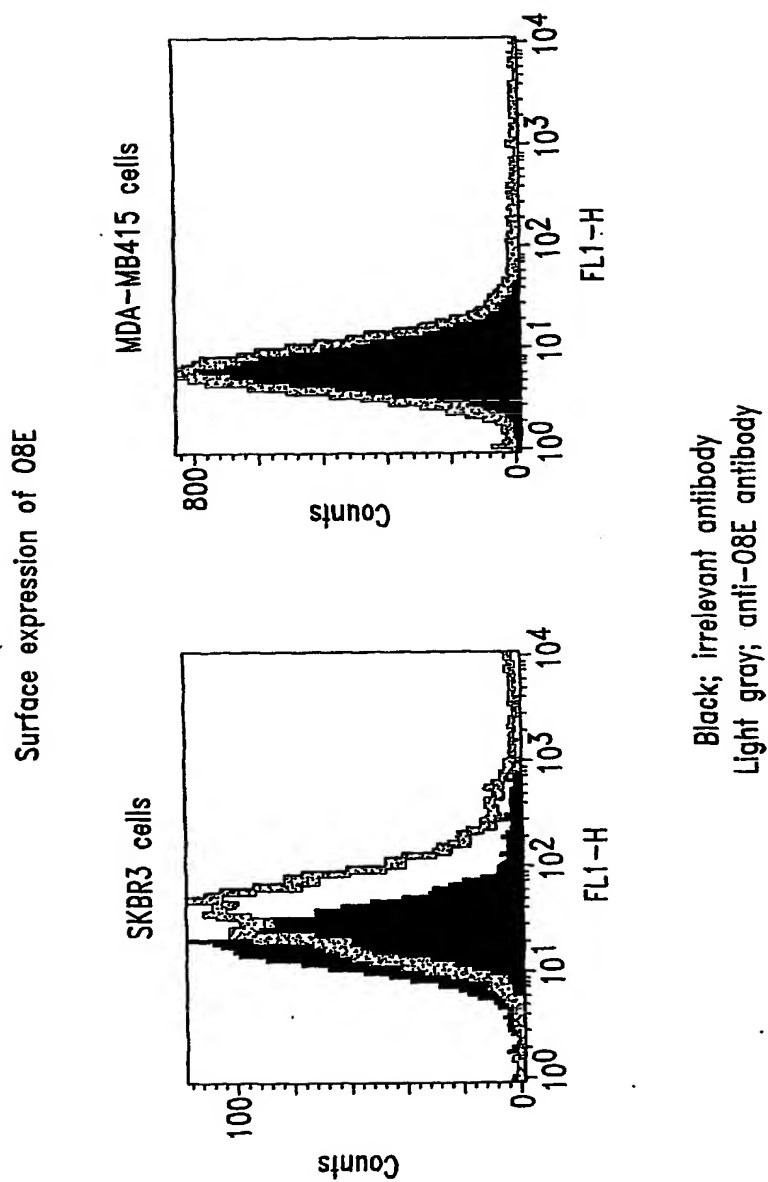 Surface expression of O8E
SKBR3 cells
Counts
100
0
10^0
10^1
10^2
10^3
10^4
FL1-H
MDA-MB415 cells
Counts
800
0
10^0
10^1
10^2
10^3
10^4
FL1-H
Black; irrelevant antibody
Light gray; anti-O8E antibody